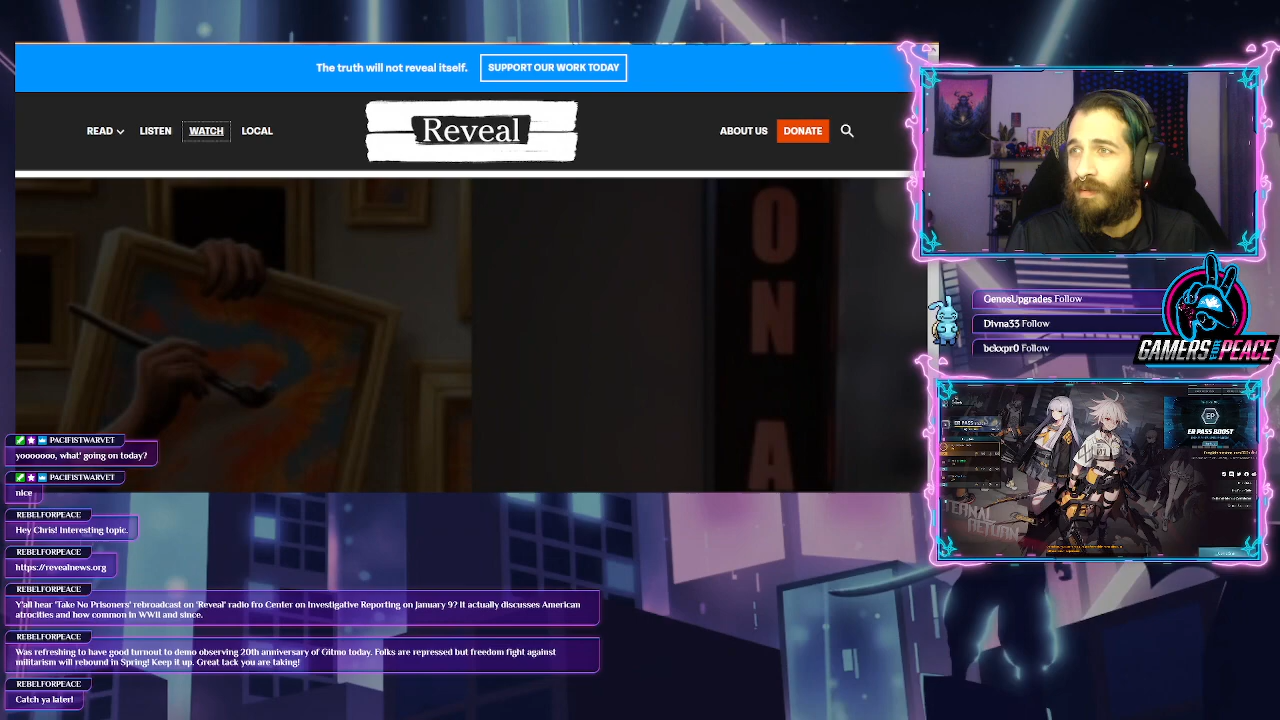 The truth will not reveal itself.
SUPPORT OUR WORK TODAY
READ LISTEN WATCH LOCAL
Reveal
ABOUT US DONATE
O
N
A
GenosUpgrades Follow
Divna33 Follow
bckxpr0 Follow
GAMERS FOR PEACE
EP
ER PASS BOOST
PACIFISTWARVET
yooooooo, what' going on today?
PACIFISTWARVET
nice
REBELFORPEACE
Hey Chris! Interesting topic.
REBELFORPEACE
https://revealnews.org
REBELFORPEACE
Y'all hear 'Take No Prisoners' rebroadcast on 'Reveal' radio fro Center on Investigative Reporting on January 9? It actually discusses American
atrocities and how common in WWII and since.
REBELFORPEACE
Was refreshing to have good turnout to demo observing 20th anniversary of Gitmo today. Folks are repressed but freedom fight against
militarism will rebound in Spring! Keep it up. Great tack you are taking!
REBELFORPEACE
Catch ya later!